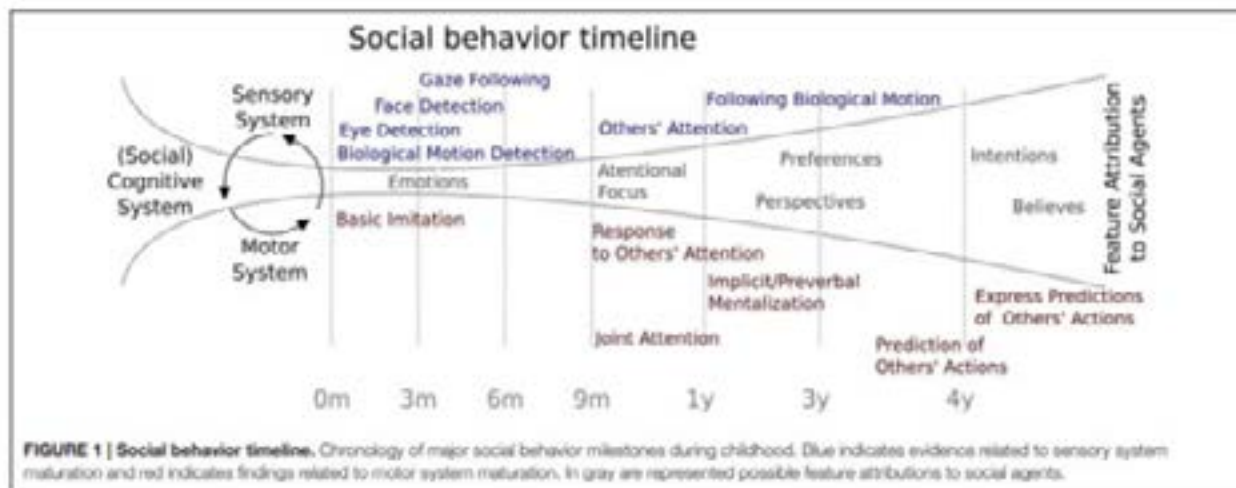 Social behavior timeline
Gaze Following
Face Detection
Eye Detection
Biological Motion Detection
Others' Attention
Following Biological Motion
Sensory
System
(Social)
Cognitive
System
Motor
System
Emotions
Atentional
Focus
Preferences
Perspectives
Intentions
Believes
Feature Attribution
to Social Agents
Basic Imitation
Response
to Others' Attention
Implicit/Preverbal
Mentalization
Joint Attention
Express Predictions
of Others' Actions
Prediction of
Others' Actions
0m 3m 6m 9m 1y 3y 4y
FIGURE 1 | Social behavior timeline. Chronology of major social behavior milestones during childhood. Blue indicates evidence related to sensory system
maturation and red indicates findings related to motor system maturation. In gray are represented possible feature attributions to social agents.